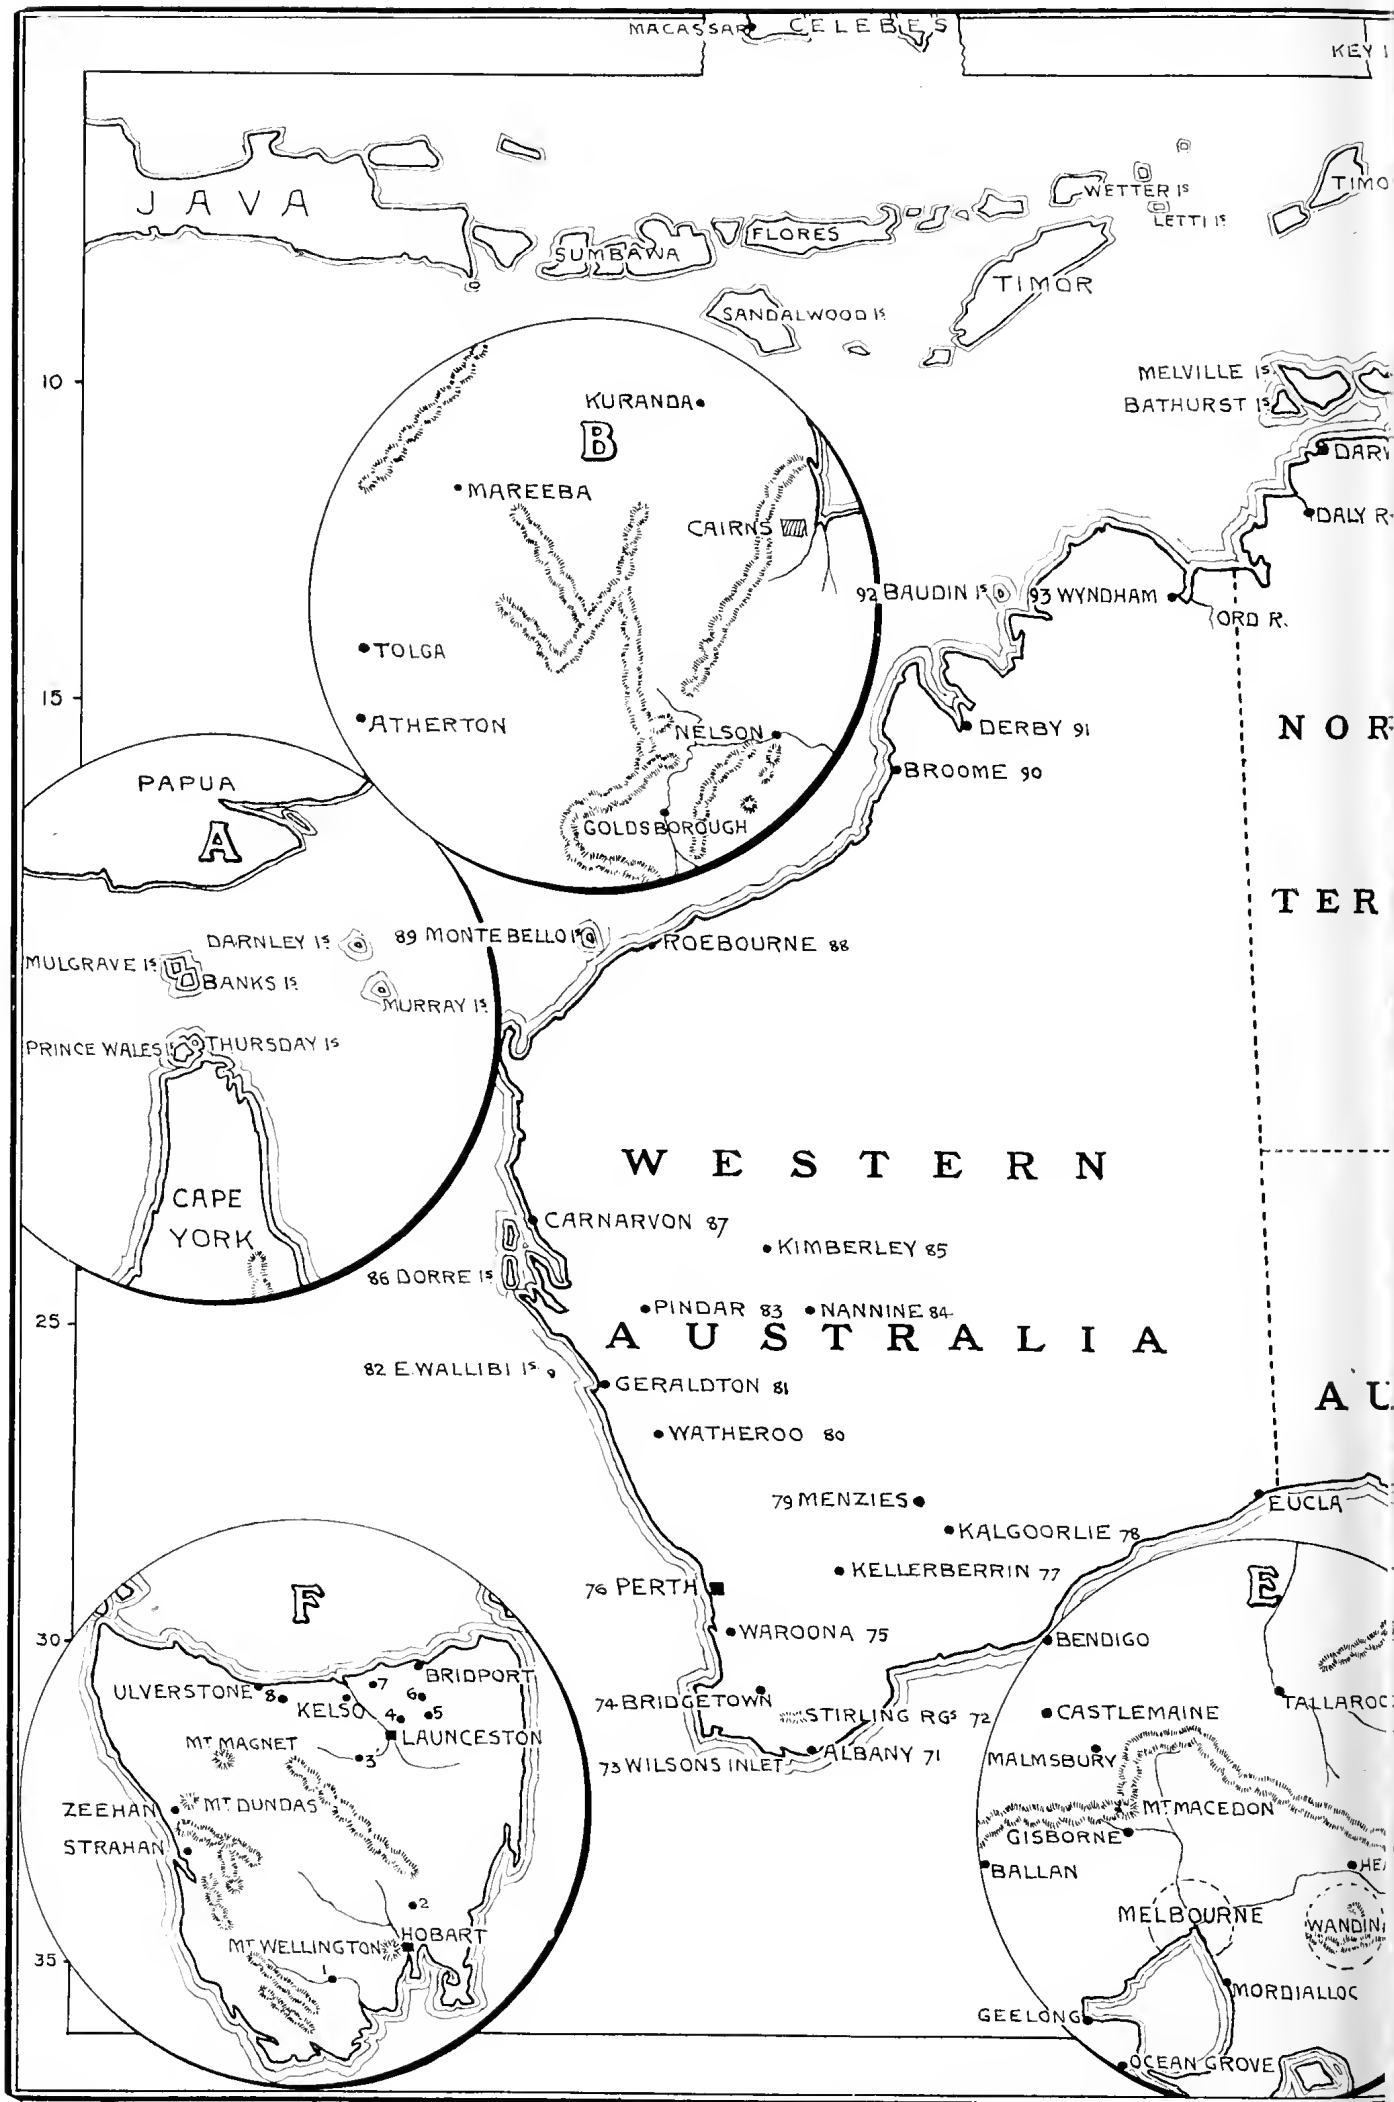 MACASSAR
CELEBES
KEY I
JAVA
WETTER Is
LETTI Is
TIMO
SUMBAWA
FLORES
TIMOR
SANDALWOOD Is
10
MELVILLE Is
BATHURST Is
KURANDA
B
MAREEBA
CAIRNS
DARW
DALY R
92 BAUDIN Is
93 WYNDHAM
ORD R.
TOLGA
15
ATHERTON
NELSON
DERBY 91
NOR
BROOME 90
GOLDSBOROUGH
PAPUA
A
TER
DARNLEY Is
89 MONTEBELLO Is
ROEBOURNE 88
MULGRAVE Is
BANKS Is
MURRAY Is
PRINCE WALES Is
THURSDAY Is
WESTERN
CAPE
YORK
CARNARVON 87
KIMBERLEY 85
86 DORRE Is
PINDAR 83
NANNINE 84
25
AUSTRALIA
82 E. WALLIBI Is.
GERALDTON 81
AU
WATHEROO 80
79 MENZIES
EUCLA
KALGOORLIE 78
KELLERBERRIN 77
76 PERTH
F
E
30
WAROONA 75
BENDIGO
BRIDPORT
ULVERSTONE
8
KELSO
7
6
4
5
74 BRIDGETOWN
STIRLING RGs 72
CASTLEMAINE
TALLAROO
LAUNCESTON
MT MAGNET
3
73 WILSONS INLET
ALBANY 71
MALMSBURY
ZEEHAN
MT DUNDAS
MT MACEDON
STRAHAN
GISBORNE
BALLAN
HEA
2
MELBOURNE
WANDIN
HOBART
MT WELLINGTON
35
1
MORDIALLOC
GEELONG
OCEAN GROVE